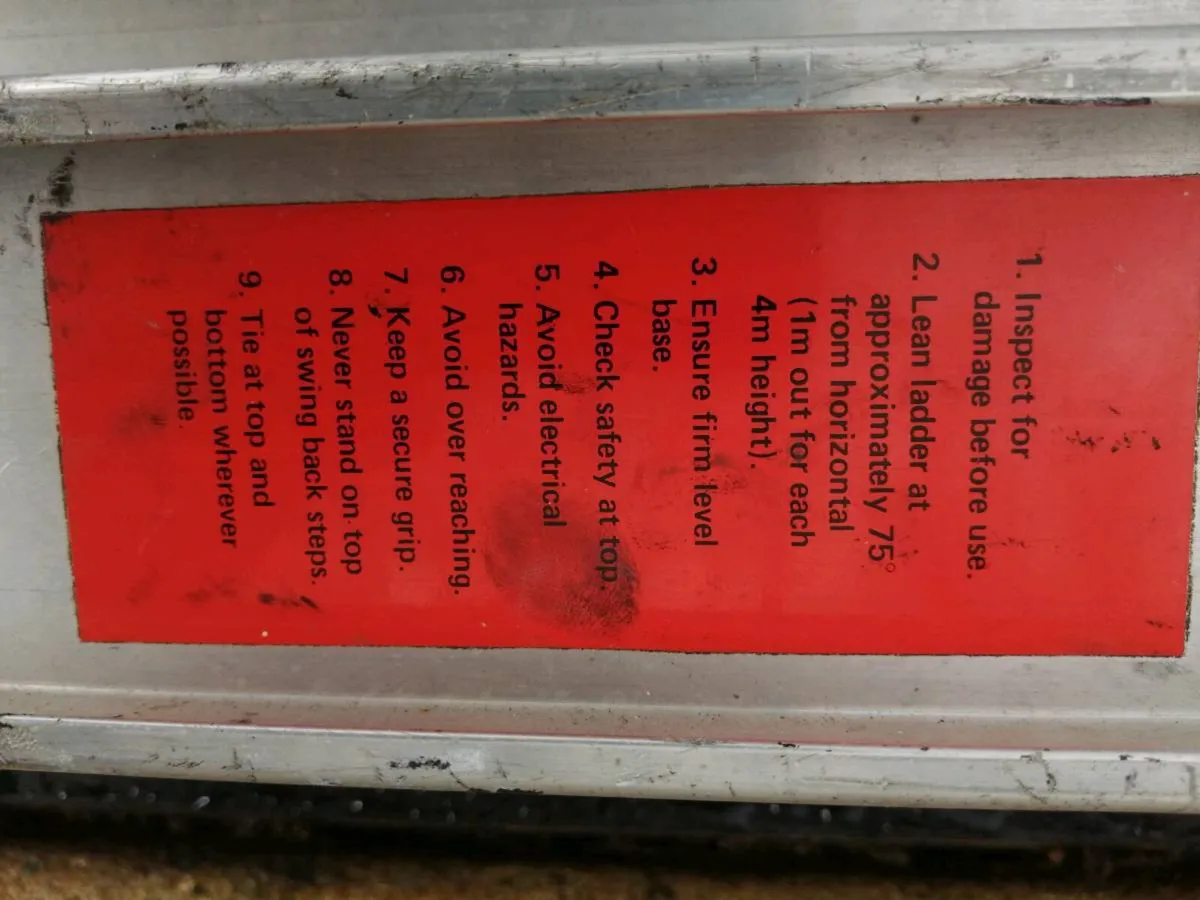 1. Inspect for
damage before use.
2. Lean ladder at
approximately 75°
from horizontal
(1m out for each
4m height).
3. Ensure firm level
base.
4. Check safety at top.
5. Avoid electrical
hazards.
6. Avoid over reaching.
7. Keep a secure grip.
8. Never stand on top
of swing back steps.
9. Tie at top and
bottom wherever
possible.